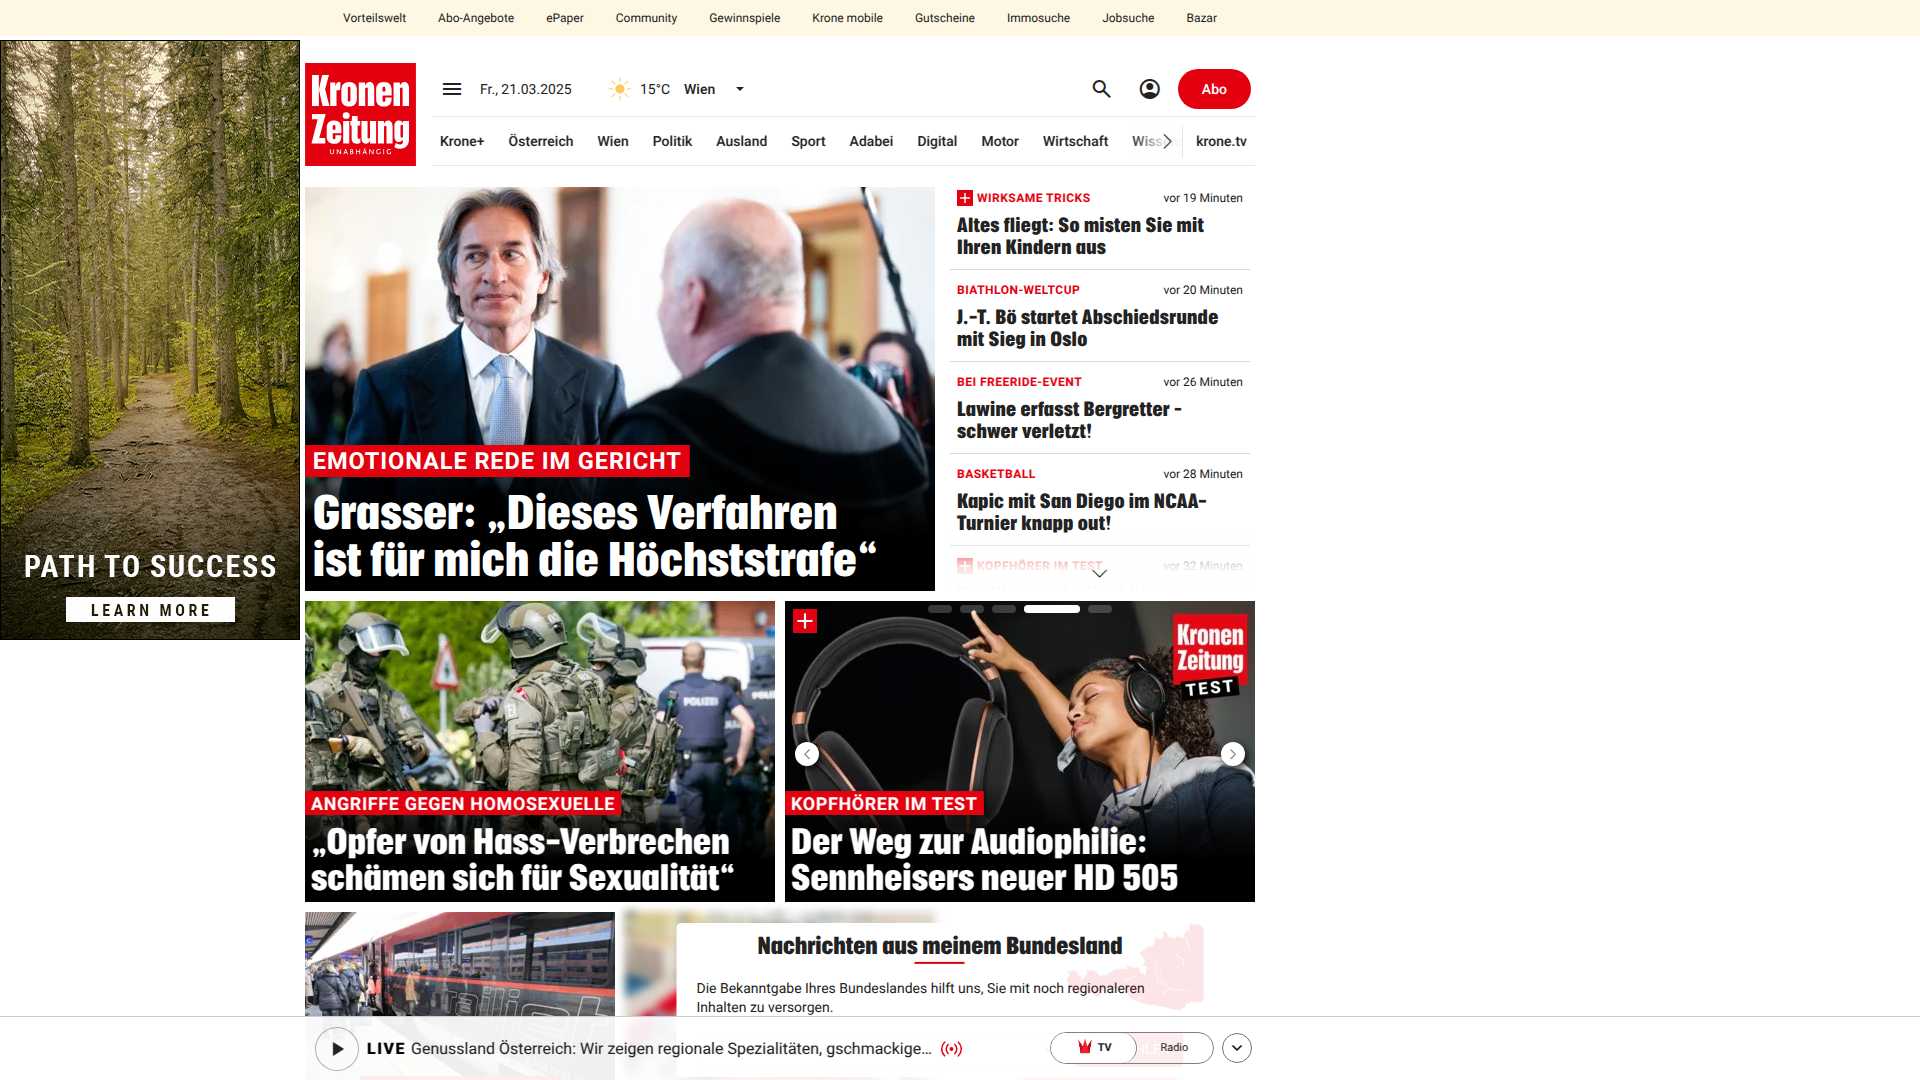 Vorteilswelt Abo-Angebote ePaper Community Gewinnspiele Krone mobile Gutscheine Immosuche Jobsuche Bazar
Kronen
Zeitung
UNABHÄNGIG
Fr., 21.03.2025 15°C Wien
Abo
Krone+ Österreich Wien Politik Ausland Sport Adabei Digital Motor Wirtschaft krone.tv
PATH TO SUCCESS
LEARN MORE
EMOTIONALE REDE IM GERICHT
Grasser: „Dieses Verfahren
ist für mich die Höchststrafe“
WIRKSAME TRICKS vor 19 Minuten
Altes fliegt: So misten Sie mit
Ihren Kindern aus
BIATHLON-WELTCUP vor 20 Minuten
J.-T. Bö startet Abschiedsrunde
mit Sieg in Oslo
BEI FREERIDE-EVENT vor 26 Minuten
Lawine erfasst Bergretter -
schwer verletzt!
BASKETBALL vor 28 Minuten
Kapic mit San Diego im NCAA-
Turnier knapp out!
KOPFHÖRER IM TEST vor 32 Minuten
POLIZEI
ANGRIFFE GEGEN HOMOSEXUELLE
„Opfer von Hass-Verbrechen
schämen sich für Sexualität“
Kronen
Zeitung
TEST
KOPFHÖRER IM TEST
Der Weg zur Audiophilie:
Sennheisers neuer HD 505
Nachrichten aus meinem Bundesland
Die Bekanntgabe Ihres Bundeslandes hilft uns, Sie mit noch regionaleren
Inhalten zu versorgen.
LIVE Genussland Österreich: Wir zeigen regionale Spezialitäten, gschmackige...
TV Radio